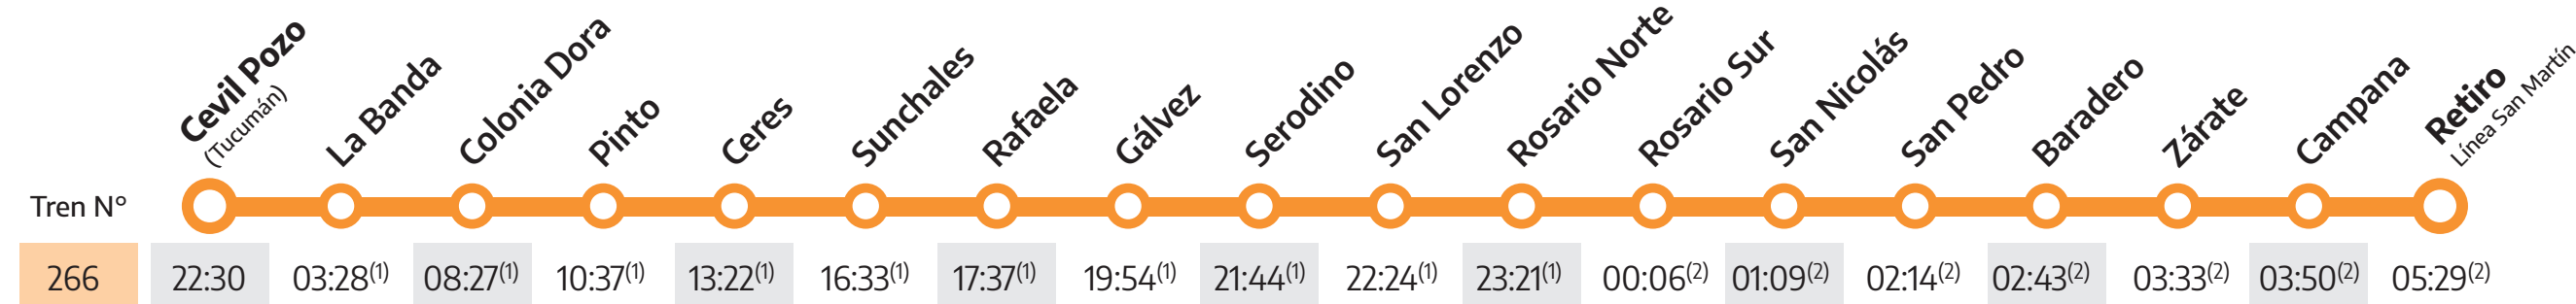 Cevil Pozo
(Tucumán)
La Banda
Colonia Dora
Pinto
Ceres
Sunchales
Rafaela
Gálvez
Serodino
San Lorenzo
Rosario Norte
Rosario Sur
San Nicolás
San Pedro
Baradero
Zárate
Campana
Retiro
Línea San Martín
Tren N°
266 22:30 03:28(1) 08:27(1) 10:37(1) 13:22(1) 16:33(1) 17:37(1) 19:54(1) 21:44(1) 22:24(1) 23:21(1) 00:06(2) 01:09(2) 02:14(2) 02:43(2) 03:33(2) 03:50(2) 05:29(2)